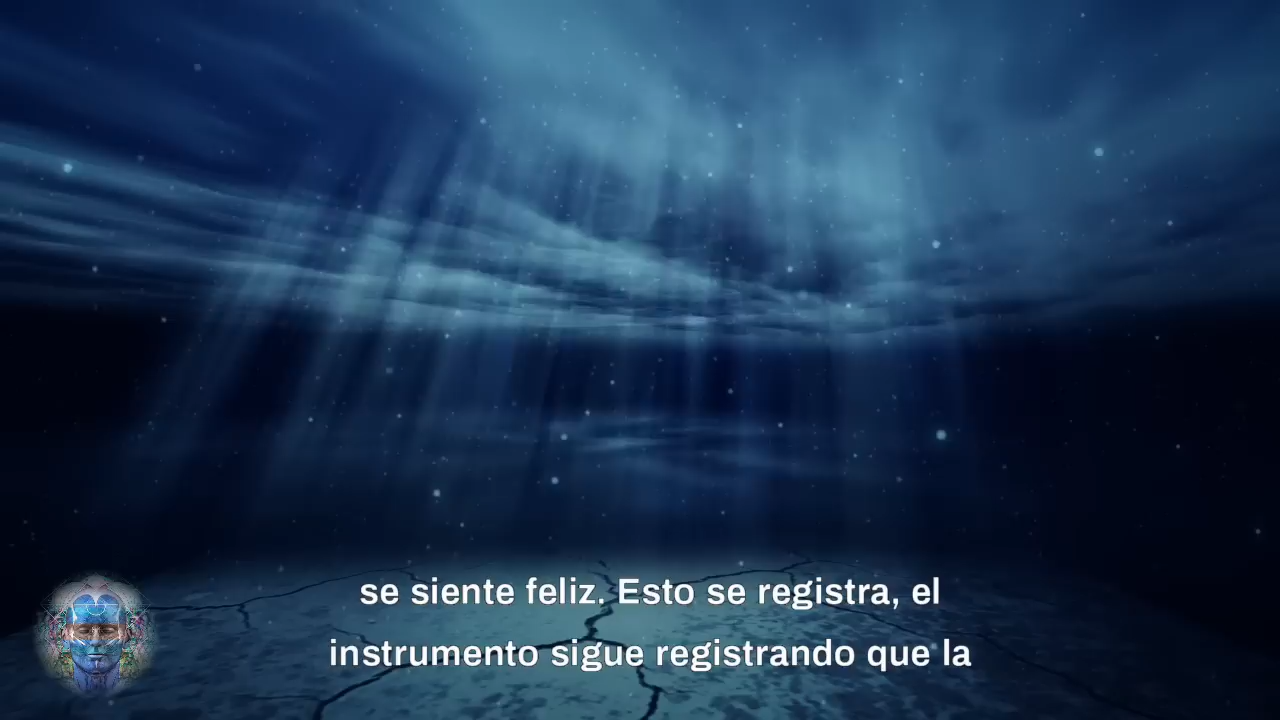 se siente feliz. Esto se registra, el
instrumento sigue registrando que la